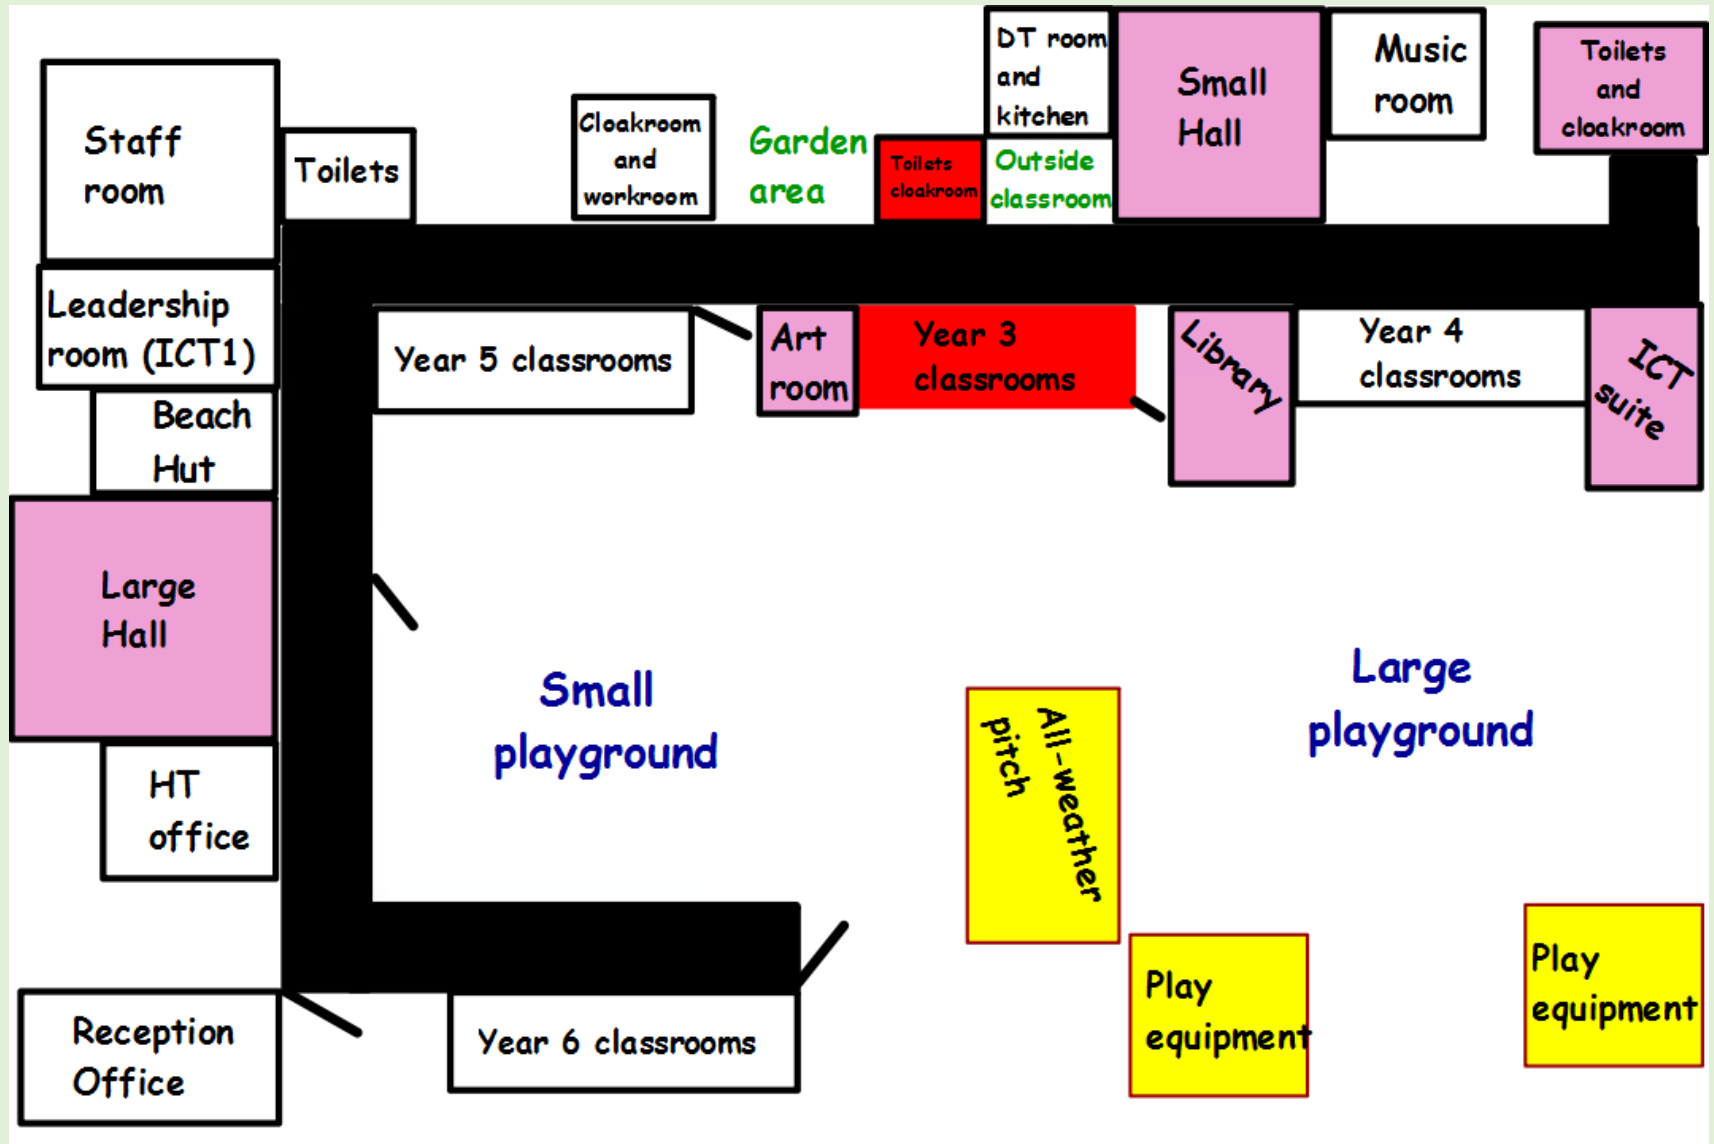 Staff
room
Toilets
Cloakroom
and
workroom
Garden
area
Toilets
cloakroom
DT room
and
kitchen
Outside
classroom
Small
Hall
Music
room
Toilets
and
cloakroom
Leadership
room (ICT1)
Beach
Hut
Year 5 classrooms
Art
room
Year 3
classrooms
Library
Year 4
classrooms
ICT
suite
Large
Hall
Small
playground
All-weather
pitch
Large
playground
HT
office
Reception
Office
Year 6 classrooms
Play
equipment
Play
equipment